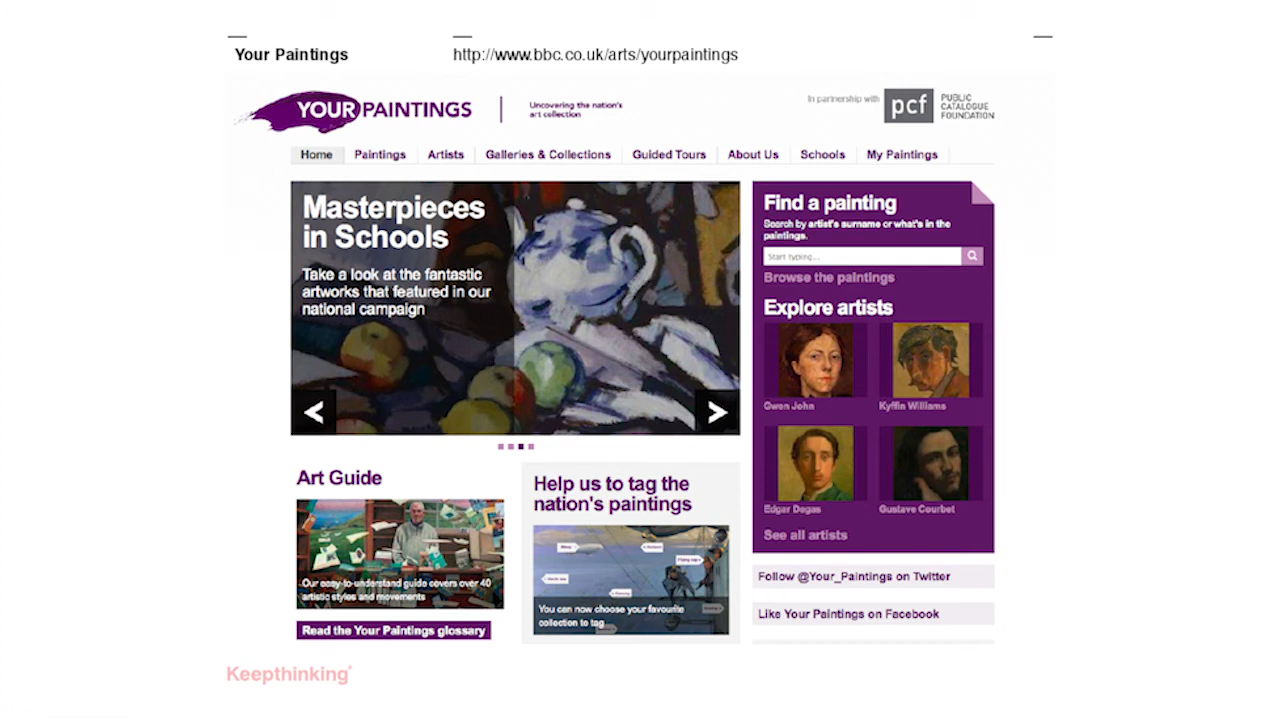 Your Paintings
http://www.bbc.co.uk/arts/yourpaintings
YOUR PAINTINGS
Uncovering the nation's
art collection
In partnership with
pcf
PUBLIC
CATALOGUE
FOUNDATION
Home
Paintings
Artists
Galleries & Collections
Guided Tours
About Us
Schools
My Paintings
Masterpieces
in Schools
Take a look at the fantastic
artworks that featured in our
national campaign
Find a painting
Search by artist's surname or what's in the
paintings.
Start typing...
Browse the paintings
Explore artists
Gwen John
Kyffin Williams
Edgar Degas
Gustave Courbet
See all artists
Art Guide
Our easy-to-understand guide covers over 40
artistic styles and movements
Read the Your Paintings glossary
Help us to tag the
nation's paintings
You can now choose your favourite
collection to tag
Follow @Your_Paintings on Twitter
Like Your Paintings on Facebook
Keepthinking